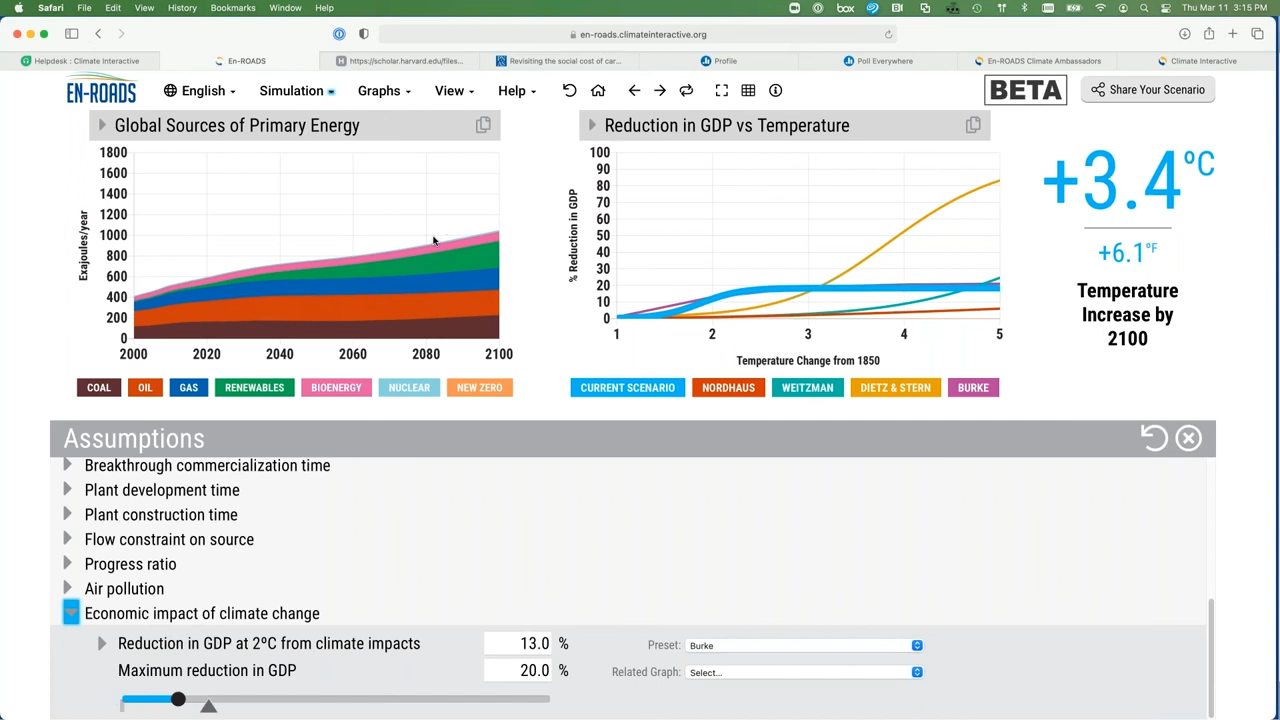 Safari File Edit View History Bookmarks Window Help box Thu Mar 11 3:15 PM
en-roads.climateinteractive.org
Helpdesk : Climate Interactive En-ROADS https://scholar.harvard.edu/files... Revisiting the social cost of car... Profile Poll Everywhere En-ROADS Climate Ambassadors Climate Interactive
EN-ROADS English Simulation Graphs View Help BETA Share Your Scenario
Global Sources of Primary Energy
1800
1600
1400
1200
1000
800
600
400
200
0
Exajoules/year
2000 2020 2040 2060 2080 2100
COAL OIL GAS RENEWABLES BIOENERGY NUCLEAR NEW ZERO
Reduction in GDP vs Temperature
100
90
80
70
60
50
40
30
20
10
0
% Reduction in GDP
1 2 3 4 5
Temperature Change from 1850
CURRENT SCENARIO NORDHAUS WEITZMAN DIETZ & STERN BURKE
+3.4°C
+6.1°F
Temperature
Increase by
2100
Assumptions
Breakthrough commercialization time
Plant development time
Plant construction time
Flow constraint on source
Progress ratio
Air pollution
Economic impact of climate change
Reduction in GDP at 2°C from climate impacts 13.0 % Preset: Burke
Maximum reduction in GDP 20.0 % Related Graph: Select...